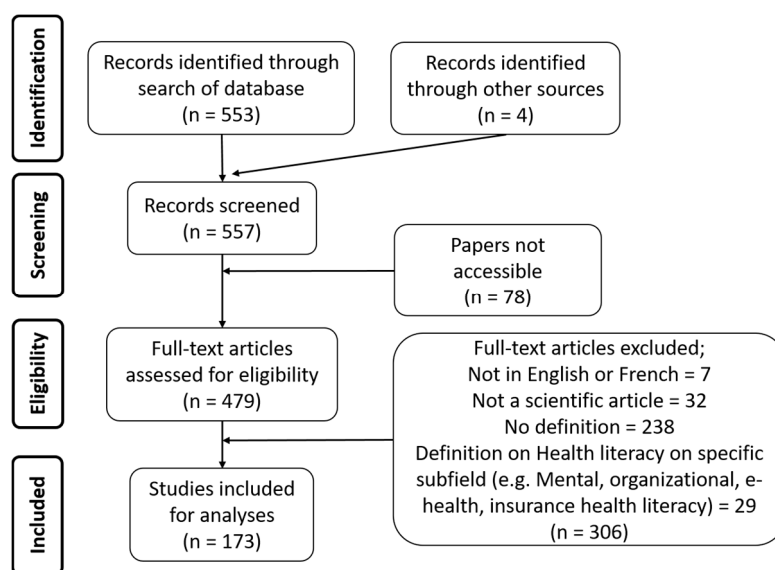 Identification
Records identified through
search of database
(n = 553)
Records identified
through other sources
(n = 4)
Screening
Records screened
(n = 557)
Papers not
accessible
(n = 78)
Eligibility
Full-text articles
assessed for eligibility
(n = 479)
Full-text articles excluded;
Not in English or French = 7
Not a scientific article = 32
No definition = 238
Definition on Health literacy on specific
subfield (e.g. Mental, organizational, e-
health, insurance health literacy) = 29
(n = 306)
Included
Studies included
for analyses
(n = 173)